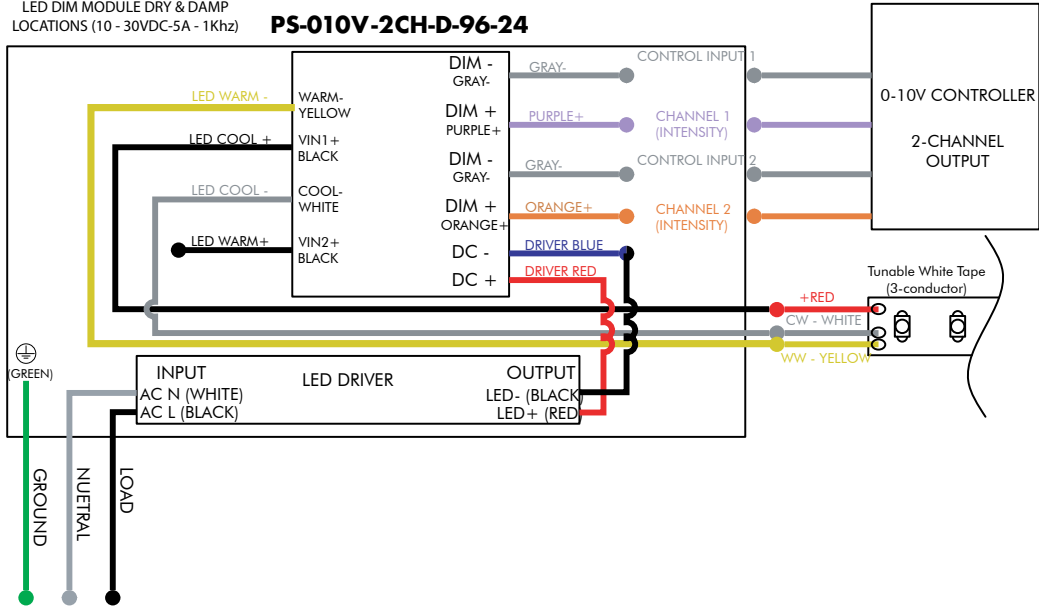 LED DIM MODULE DRY & DAMP
LOCATIONS (10 - 30VDC-5A - 1Khz)
PS-010V-2CH-D-96-24
LED WARM -
LED COOL +
LED COOL -
LED WARM+
WARM-
YELLOW
VIN1+
BLACK
COOL-
WHITE
VIN2+
BLACK
DIM -
GRAY-
DIM +
PURPLE+
DIM -
GRAY-
DIM +
ORANGE+
DC -
DC +
GRAY-
PURPLE+
GRAY-
ORANGE+
DRIVER BLUE
DRIVER RED
CONTROL INPUT 1
CHANNEL 1
(INTENSITY)
CONTROL INPUT 2
CHANNEL 2
(INTENSITY)
0-10V CONTROLLER
2-CHANNEL
OUTPUT
Tunable White Tape
(3-conductor)
+RED
CW - WHITE
WW - YELLOW
(GREEN)
INPUT
AC N (WHITE)
AC L (BLACK)
LED DRIVER
OUTPUT
LED- (BLACK)
LED+ (RED)
GROUND
NUETRAL
LOAD